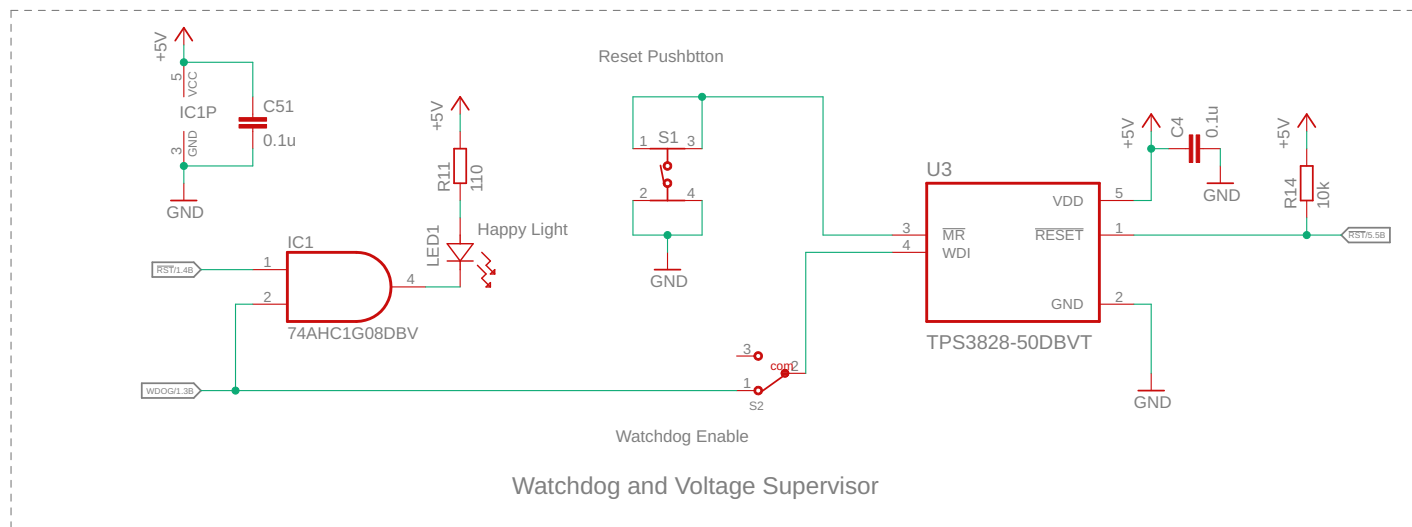 +5V
5
VCC
IC1P
GND
3
GND
C51
0.1u
+5V
R11
110
LED1
Happy Light
IC1
RST/1.4B
1
2
4
74AHC1G08DBV
WDOG/1.3B
Reset Pushbtton
S1
1
3
2
4
GND
3
com
2
1
S2
Watchdog Enable
U3
3
MR
4
WDI
VDD
5
RESET
1
GND
2
TPS3828-50DBVT
+5V
C4
0.1u
GND
+5V
R14
10k
RST/5.5B
GND
Watchdog and Voltage Supervisor